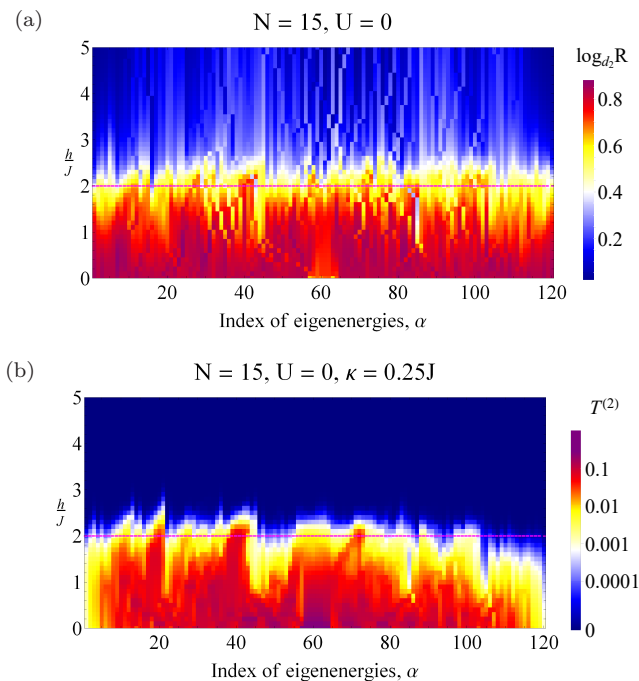 (a)
N = 15, U = 0
log_{d_2}R
5
4
h/J
3
2
1
0
20 40 60 80 100 120
Index of eigenenergies, α
0.8
0.6
0.4
0.2
(b)
N = 15, U = 0, κ = 0.25J
T^{(2)}
5
4
h/J
3
2
1
0
20 40 60 80 100 120
Index of eigenenergies, α
0.1
0.01
0.001
0.0001
0